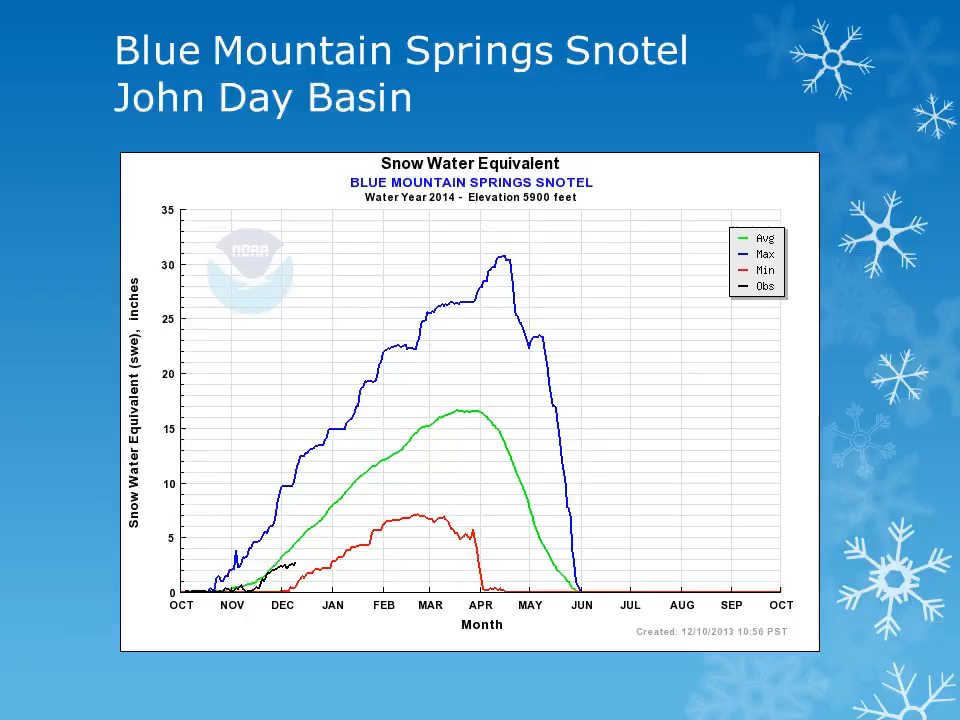 Blue Mountain Springs Snotel
John Day Basin
Snow Water Equivalent
BLUE MOUNTAIN SPRINGS SNOTEL
Water Year 2014 - Elevation 5900 feet
NOAA
Avg
Max
Min
Obs
Snow Water Equivalent (swe), inches
35
30
25
20
15
10
5
0
OCT NOV DEC JAN FEB MAR APR MAY JUN JUL AUG SEP OCT
Month
Created: 12/10/2013 10:56 PST